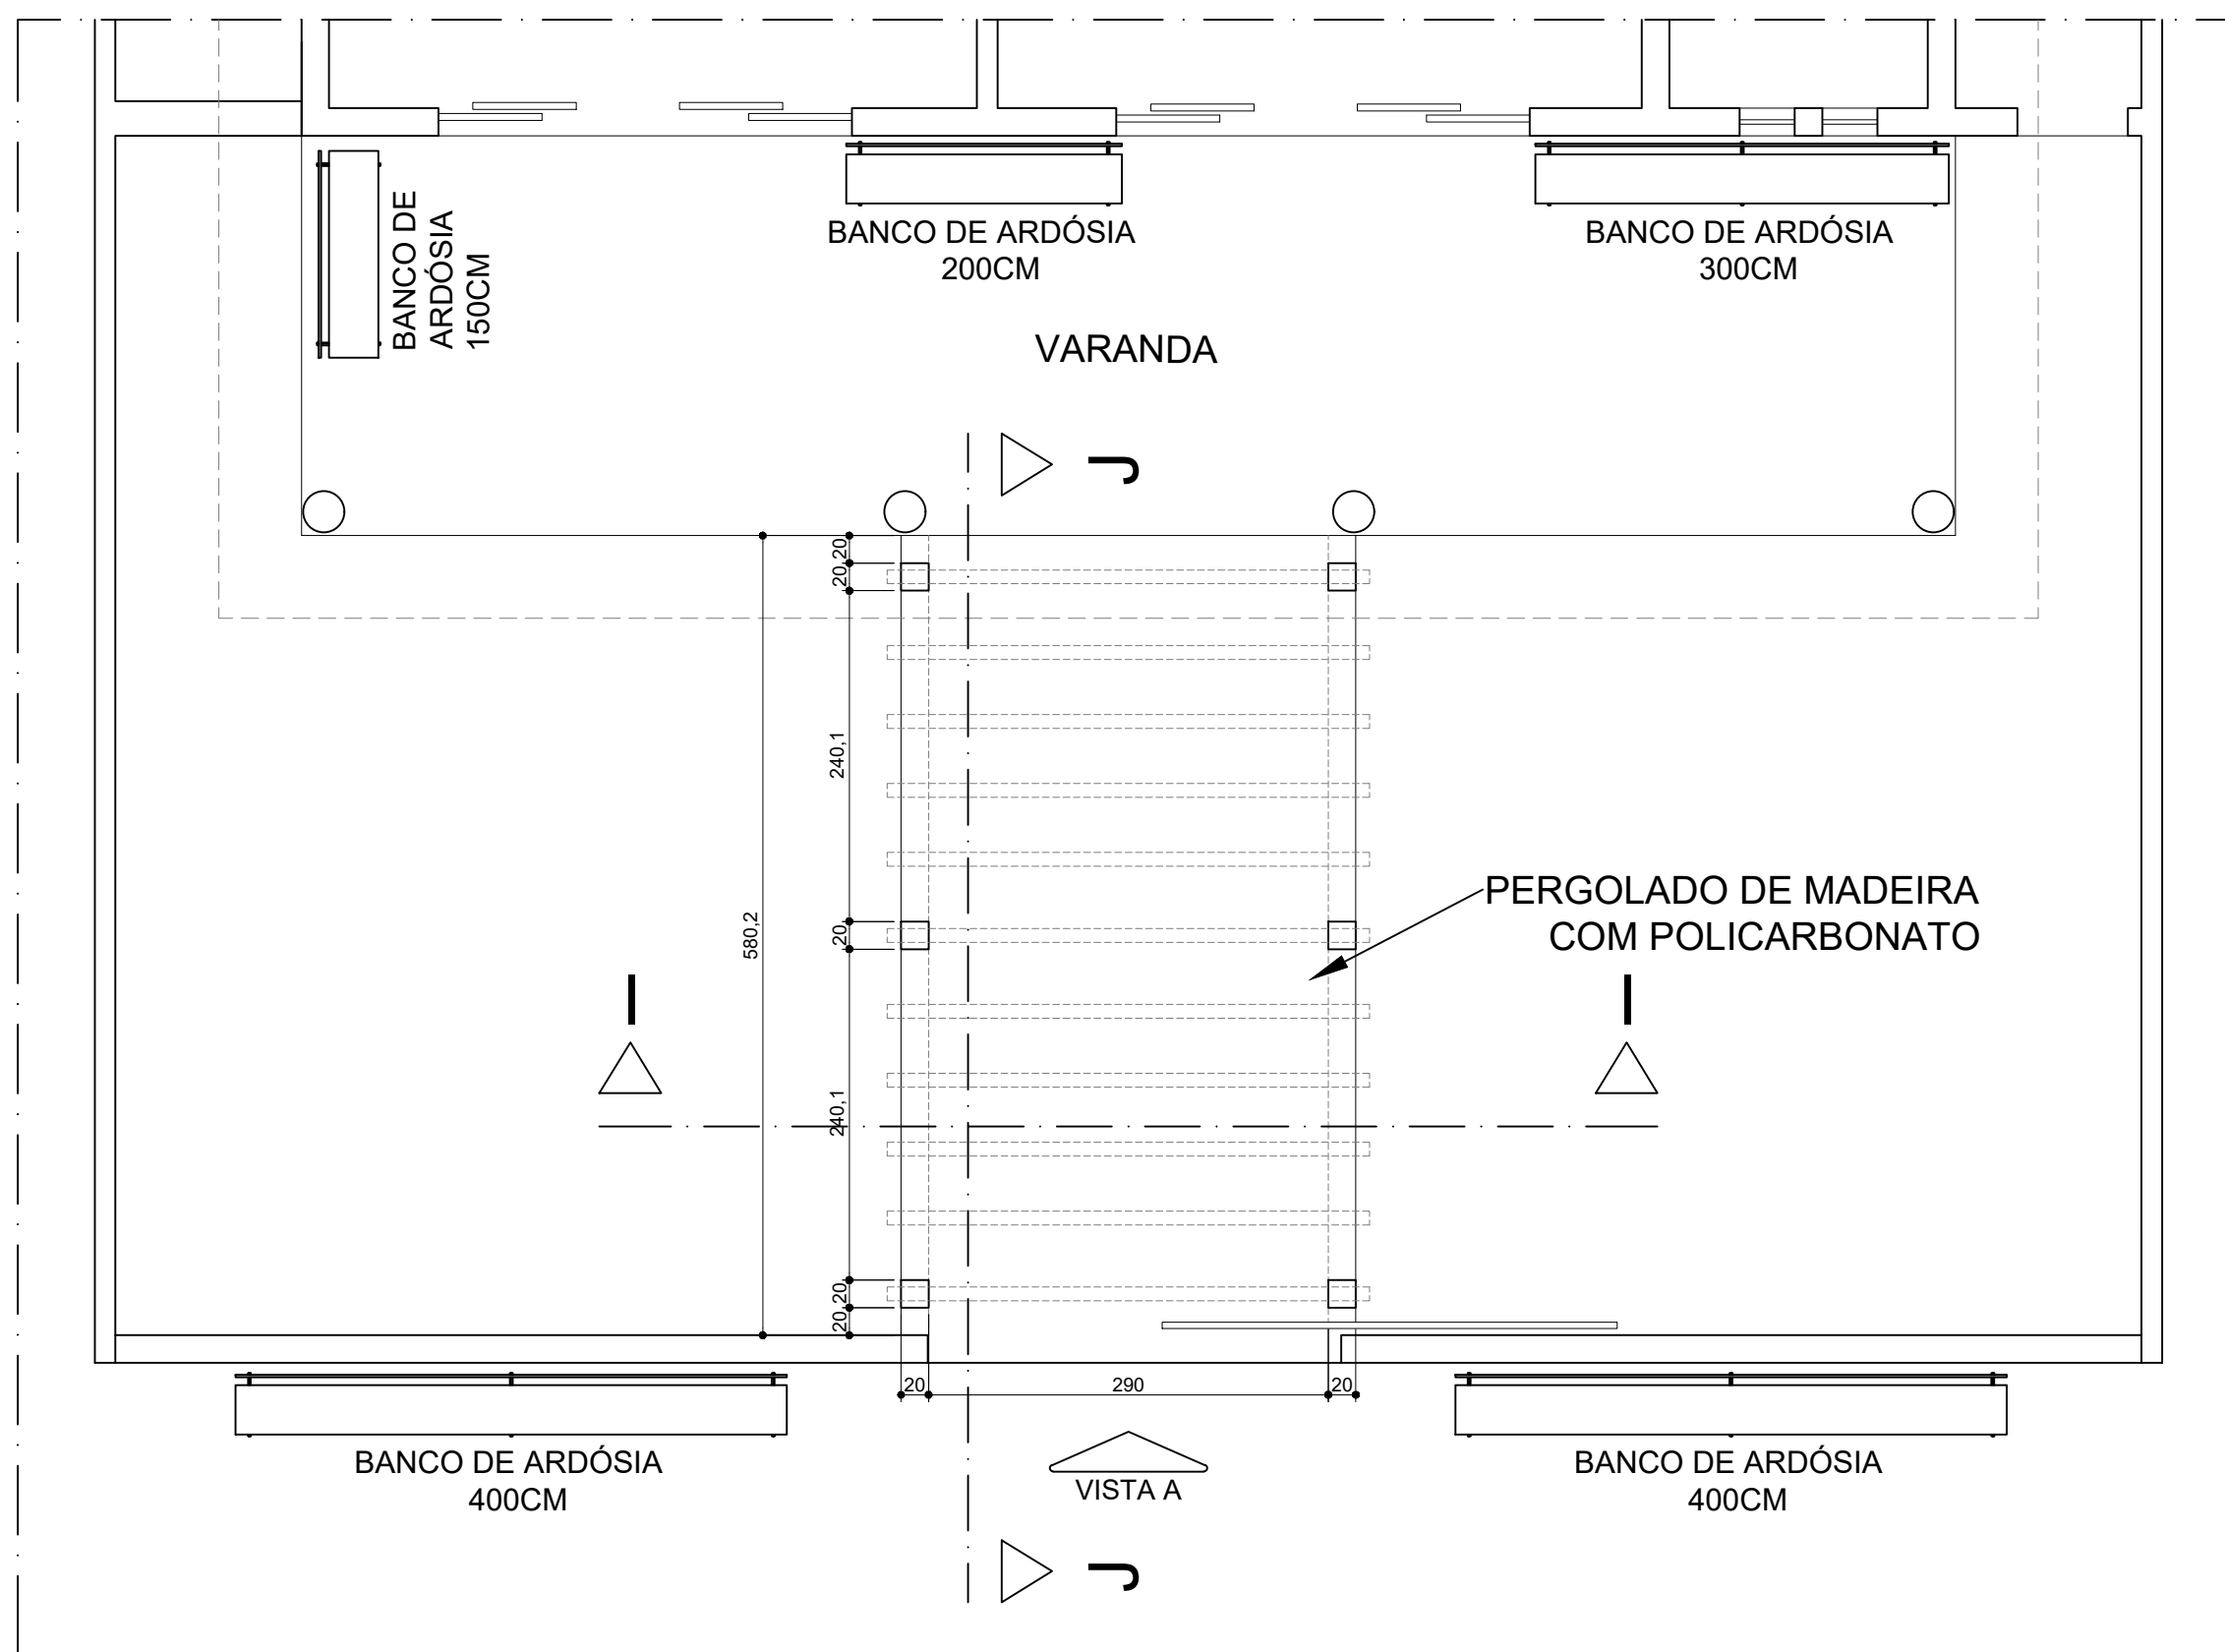 BANCO DE
ARDÓSIA
150CM
BANCO DE ARDÓSIA
200CM
BANCO DE ARDÓSIA
300CM
VARANDA
J
20
20
240,1
580,2
20
PERGOLADO DE MADEIRA
COM POLICARBONATO
I
I
240,1
20
20
20
290
20
BANCO DE ARDÓSIA
400CM
VISTA A
BANCO DE ARDÓSIA
400CM
J